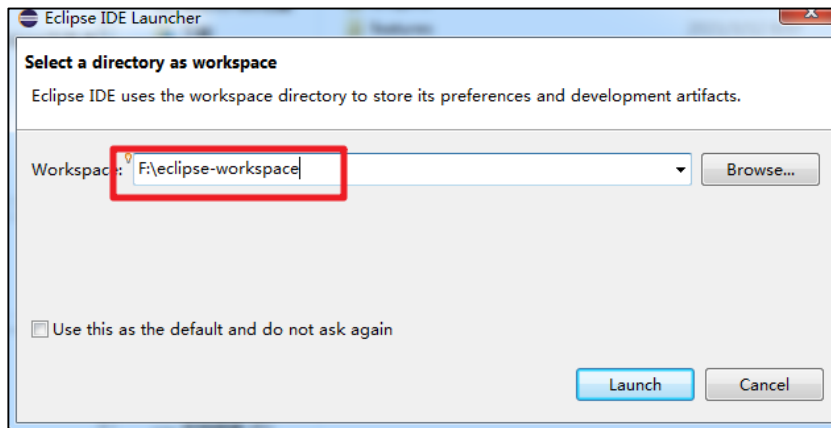 Eclipse IDE Launcher
Select a directory as workspace
Eclipse IDE uses the workspace directory to store its preferences and development artifacts.
Workspace: F:\eclipse-workspace Browse...
Use this as the default and do not ask again
Launch Cancel